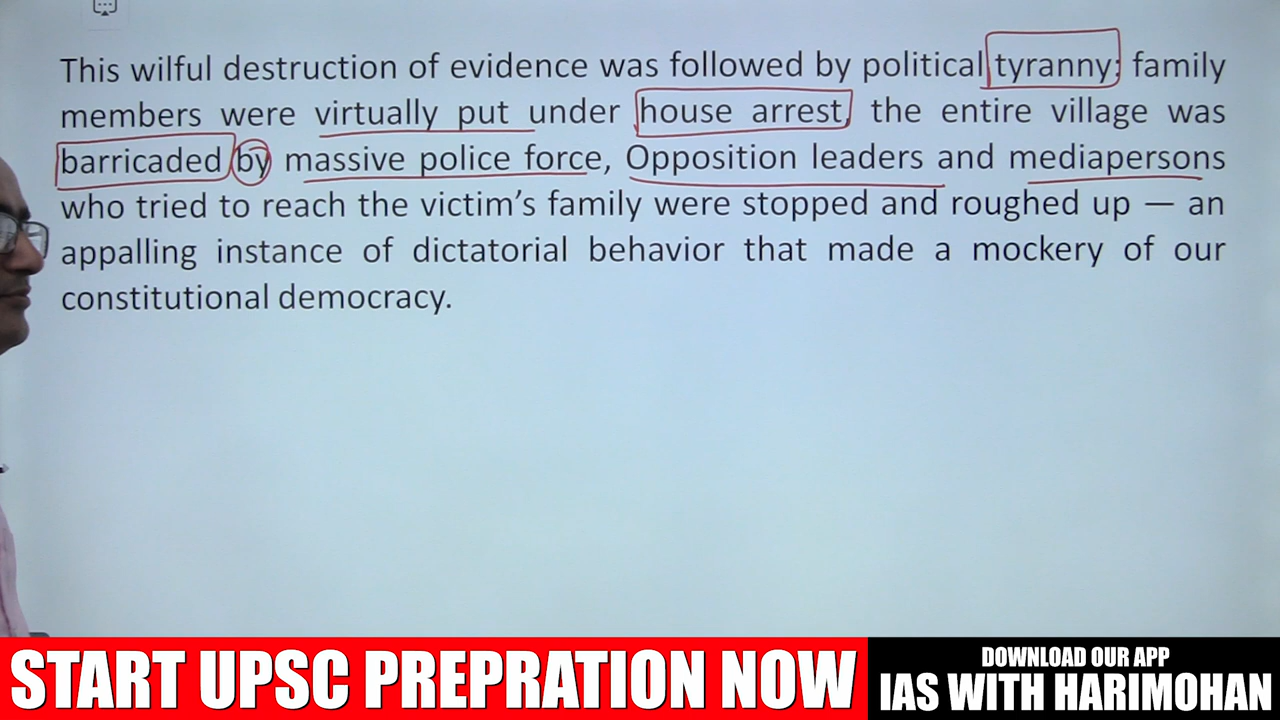 This wilful destruction of evidence was followed by political tyranny: family
members were virtually put under house arrest, the entire village was
barricaded by massive police force, Opposition leaders and mediapersons
who tried to reach the victim's family were stopped and roughed up — an
appalling instance of dictatorial behavior that made a mockery of our
constitutional democracy.
START UPSC PREPRATION NOW
DOWNLOAD OUR APP
IAS WITH HARIMOHAN